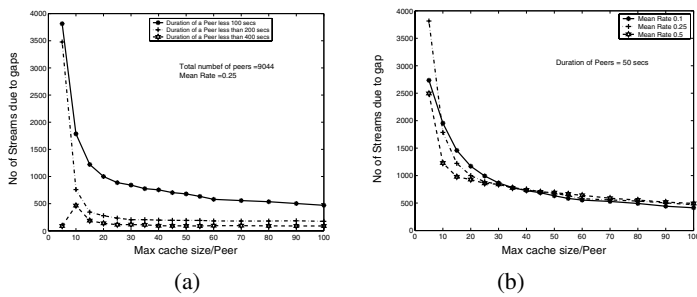 4000
3500
3000
2500
2000
1500
1000
500
0
No of Streams due to gaps
Duration of a Peer less 100 secs
Duration of a Peer less than 200 secs
Duration of a Peer less than 400 secs
Total numbef of peers =9044
Mean Rate =0.25
0 10 20 30 40 50 60 70 80 90 100
Max cache size/Peer
(a)
4000
3500
3000
2500
2000
1500
1000
500
0
No of Streams due to gap
Mean Rate 0.1
Mean Rate 0.25
Mean Rate 0.5
Duration of Peers = 50 secs
0 10 20 30 40 50 60 70 80 90 100
Max cache size/Peer
(b)